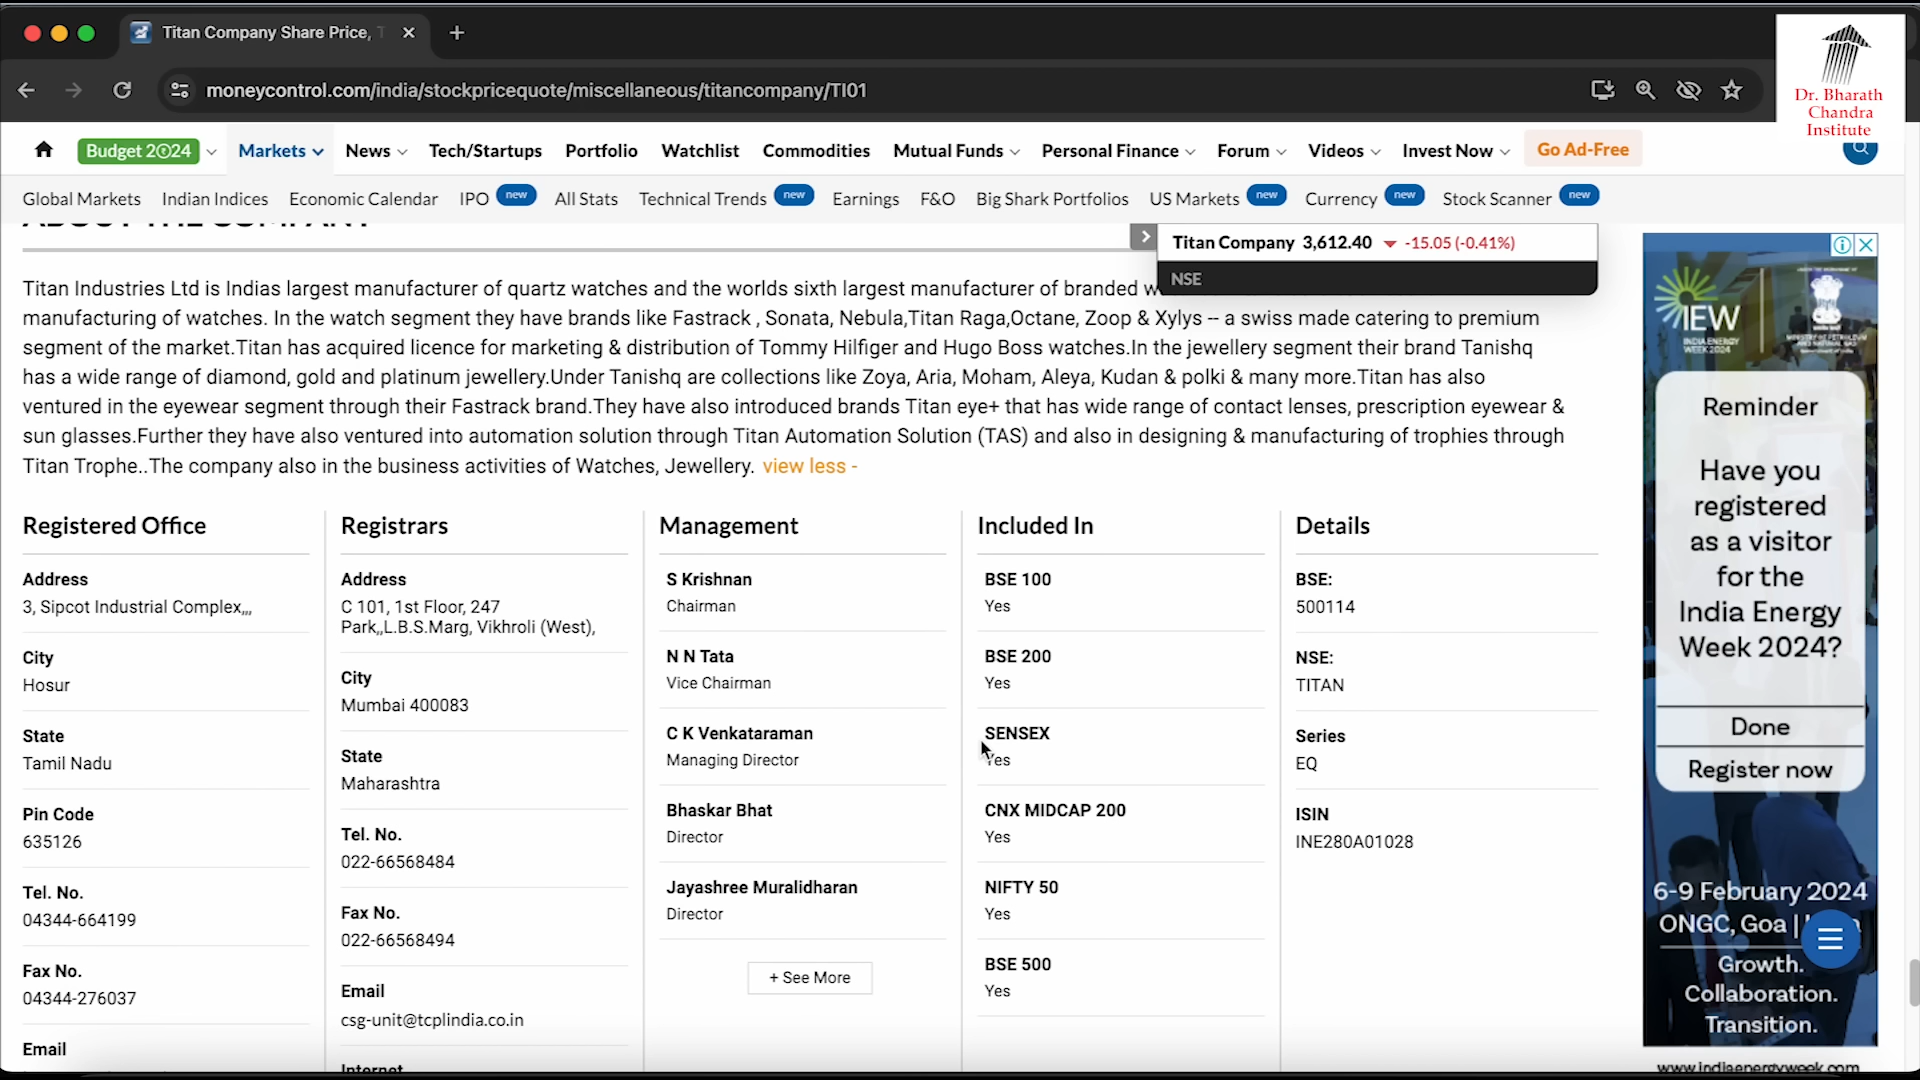 Titan Company Share Price, T
moneycontrol.com/india/stockpricequote/miscellaneous/titancompany/TI01
Dr. Bharath
Chandra
Institute
Budget 2024 Markets News Tech/Startups Portfolio Watchlist Commodities Mutual Funds Personal Finance Forum Videos Invest Now Go Ad-Free
Global Markets Indian Indices Economic Calendar IPO new All Stats Technical Trends new Earnings F&O Big Shark Portfolios US Markets new Currency new Stock Scanner new
ABOUT THE COMPANY
Titan Company 3,612.40 -15.05 (-0.41%)
NSE
Titan Industries Ltd is Indias largest manufacturer of quartz watches and the worlds sixth largest manufacturer of branded w
manufacturing of watches. In the watch segment they have brands like Fastrack , Sonata, Nebula,Titan Raga,Octane, Zoop & Xylys -- a swiss made catering to premium
segment of the market.Titan has acquired licence for marketing & distribution of Tommy Hilfiger and Hugo Boss watches.In the jewellery segment their brand Tanishq
has a wide range of diamond, gold and platinum jewellery.Under Tanishq are collections like Zoya, Aria, Moham, Aleya, Kudan & polki & many more.Titan has also
ventured in the eyewear segment through their Fastrack brand.They have also introduced brands Titan eye+ that has wide range of contact lenses, prescription eyewear &
sun glasses.Further they have also ventured into automation solution through Titan Automation Solution (TAS) and also in designing & manufacturing of trophies through
Titan Trophe..The company also in the business activities of Watches, Jewellery. view less -
Registered Office
Address
3, Sipcot Industrial Complex,,,
City
Hosur
State
Tamil Nadu
Pin Code
635126
Tel. No.
04344-664199
Fax No.
04344-276037
Email
Registrars
Address
C 101, 1st Floor, 247
Park,,L.B.S.Marg, Vikhroli (West),
City
Mumbai 400083
State
Maharashtra
Tel. No.
022-66568484
Fax No.
022-66568494
Email
csg-unit@tcplindia.co.in
Internet
Management
S Krishnan
Chairman
N N Tata
Vice Chairman
C K Venkataraman
Managing Director
Bhaskar Bhat
Director
Jayashree Muralidharan
Director
+ See More
Included In
BSE 100
Yes
BSE 200
Yes
SENSEX
Yes
CNX MIDCAP 200
Yes
NIFTY 50
Yes
BSE 500
Yes
Details
BSE:
500114
NSE:
TITAN
Series
EQ
ISIN
INE280A01028
IEW
INDIA ENERGY
WEEK 2024
Reminder
Have you
registered
as a visitor
for the
India Energy
Week 2024?
Done
Register now
6-9 February 2024
ONGC, Goa |
Growth.
Collaboration.
Transition.
www.indiaenergyweek.com